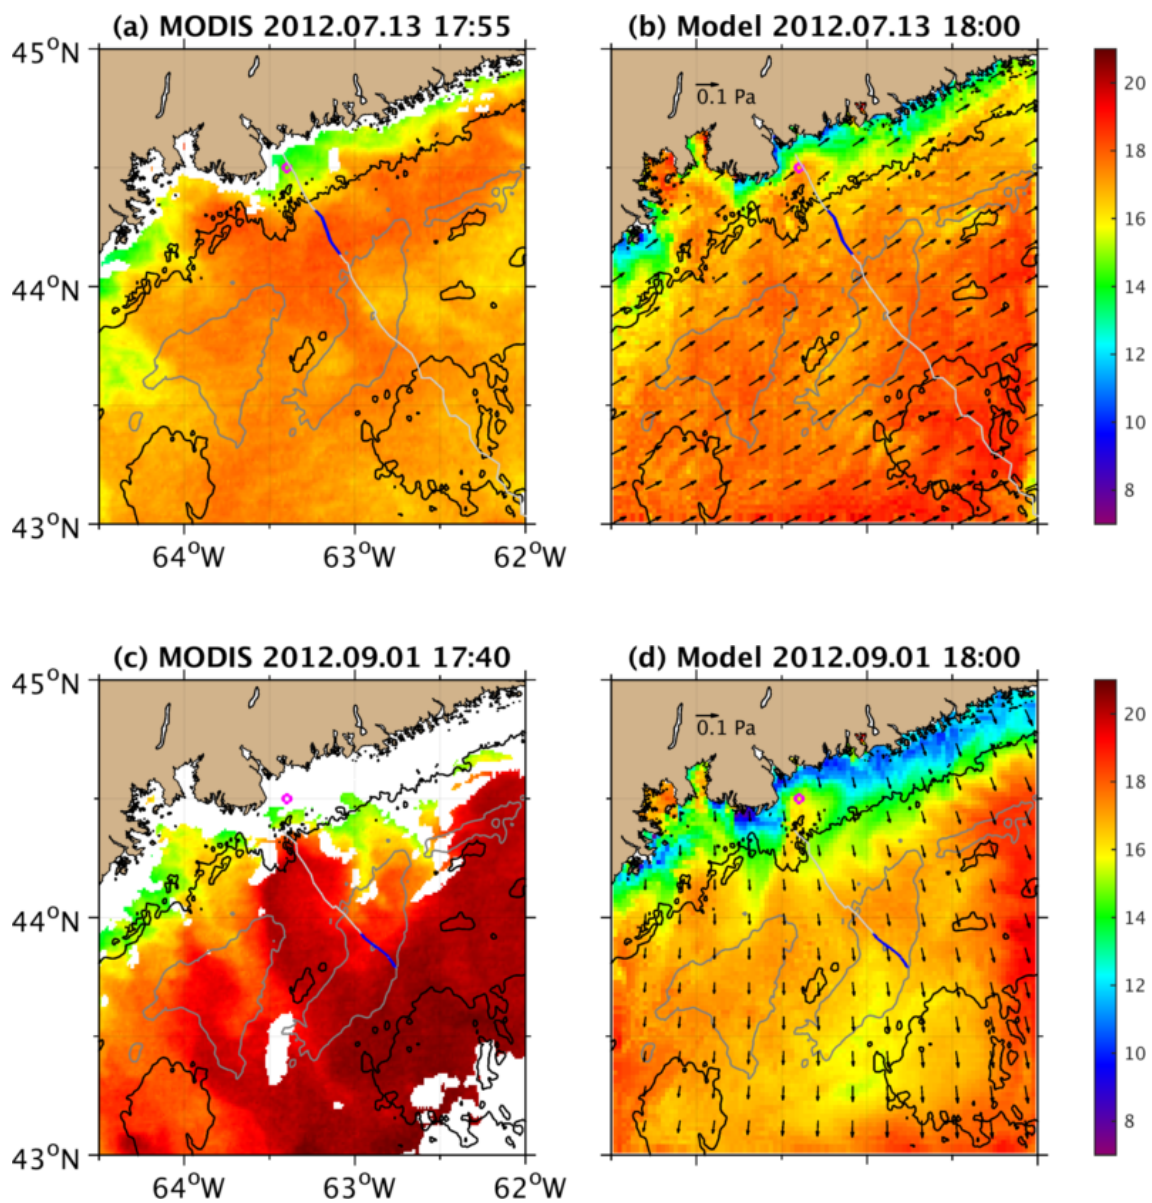 (a) MODIS 2012.07.13 17:55
(b) Model 2012.07.13 18:00
45°N
44°N
43°N
64°W
63°W
62°W
0.1 Pa
20
18
16
14
12
10
8
(c) MODIS 2012.09.01 17:40
(d) Model 2012.09.01 18:00
45°N
44°N
43°N
64°W
63°W
62°W
0.1 Pa
20
18
16
14
12
10
8